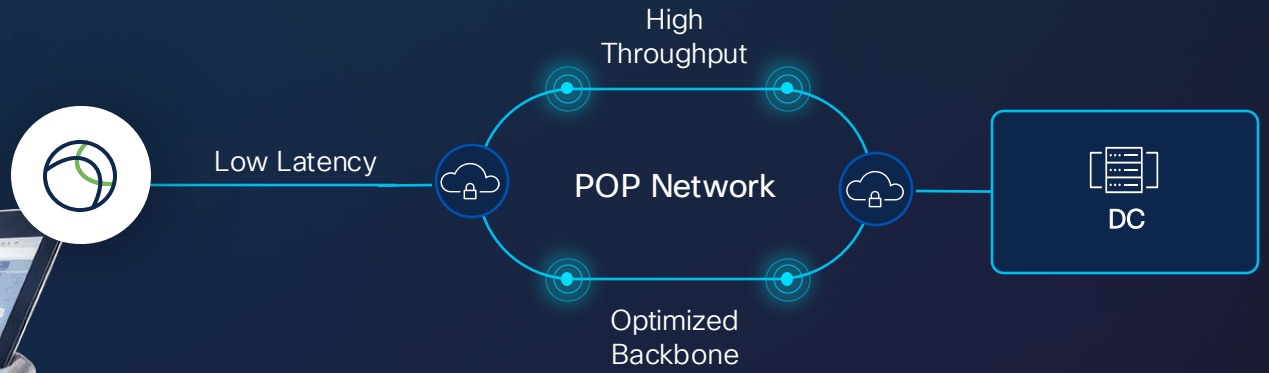 High
Throughput
Low Latency
POP Network
DC
Optimized
Backbone